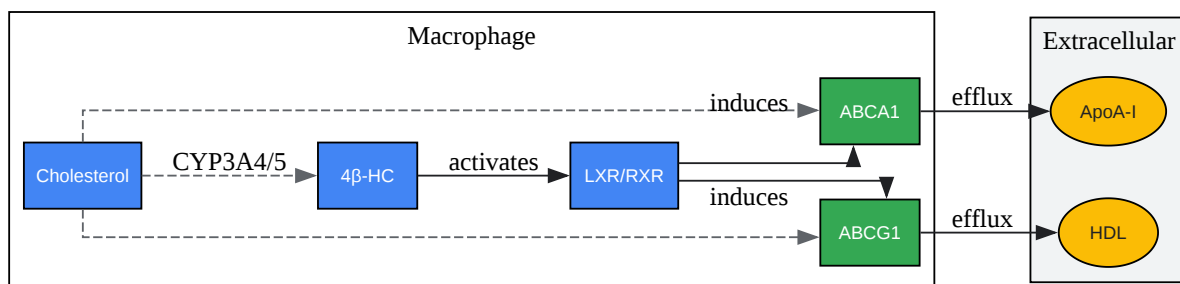 Macrophage
Extracellular
induces
ABCA1
efflux
ApoA-I
Cholesterol
CYP3A4/5
4β-HC
activates
LXR/RXR
induces
ABCG1
efflux
HDL